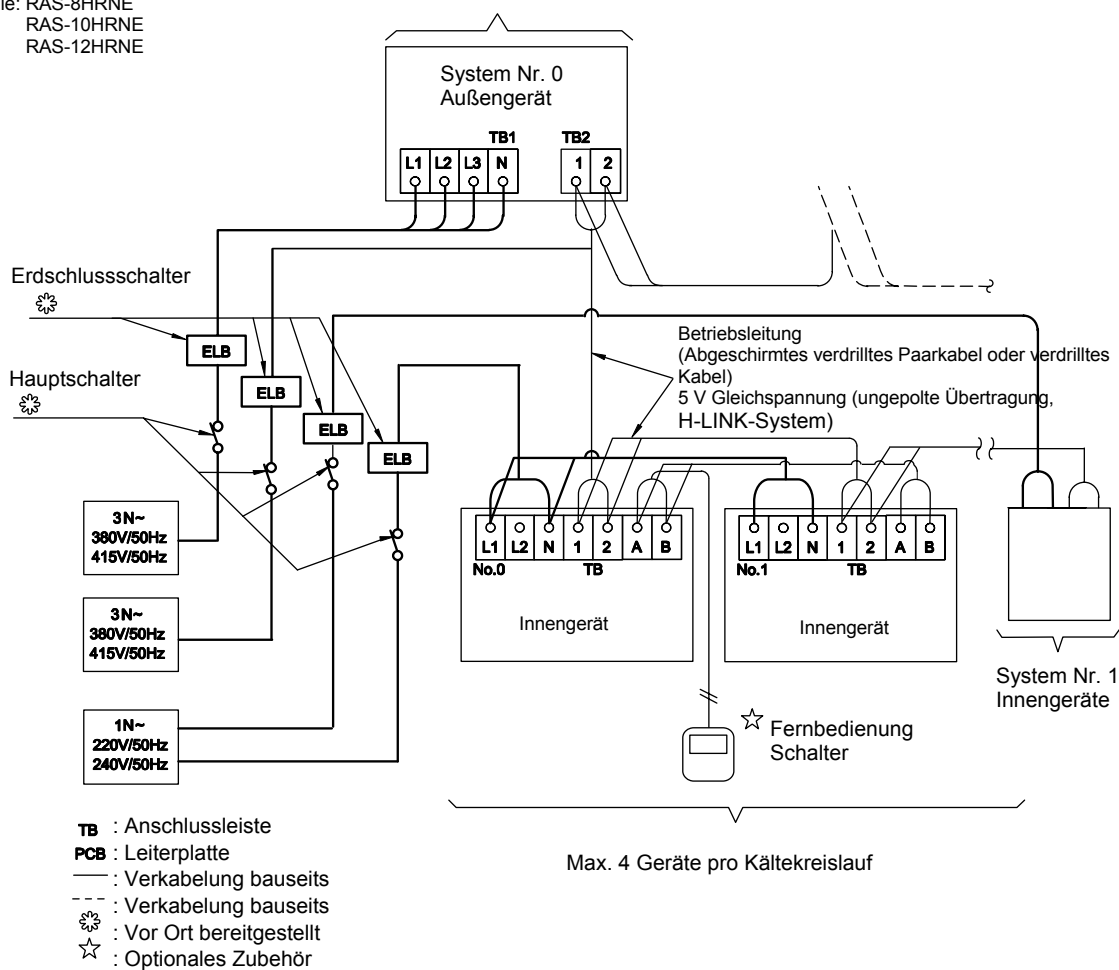 le: RAS-8HRNE
RAS-10HRNE
RAS-12HRNE
System Nr. 0
Außengerät
TB1
TB2
L1 L2 L3 N
1 2
Erdschlussschalter
ELB
ELB
ELB
ELB
Hauptschalter
Betriebsleitung
(Abgeschirmtes verdrilltes Paarkabel oder verdrilltes
Kabel)
5 V Gleichspannung (ungepolte Übertragung,
H-LINK-System)
3N~
380V/50Hz
415V/50Hz
3N~
380V/50Hz
415V/50Hz
1N~
220V/50Hz
240V/50Hz
L1 L2 N 1 2 A B
No.0 TB
Innengerät
L1 L2 N 1 2 A B
No.1 TB
Innengerät
System Nr. 1
Innengeräte
Fernbedienung
Schalter
Max. 4 Geräte pro Kältekreislauf
TB : Anschlussleiste
PCB : Leiterplatte
: Verkabelung bauseits
: Verkabelung bauseits
: Vor Ort bereitgestellt
: Optionales Zubehör